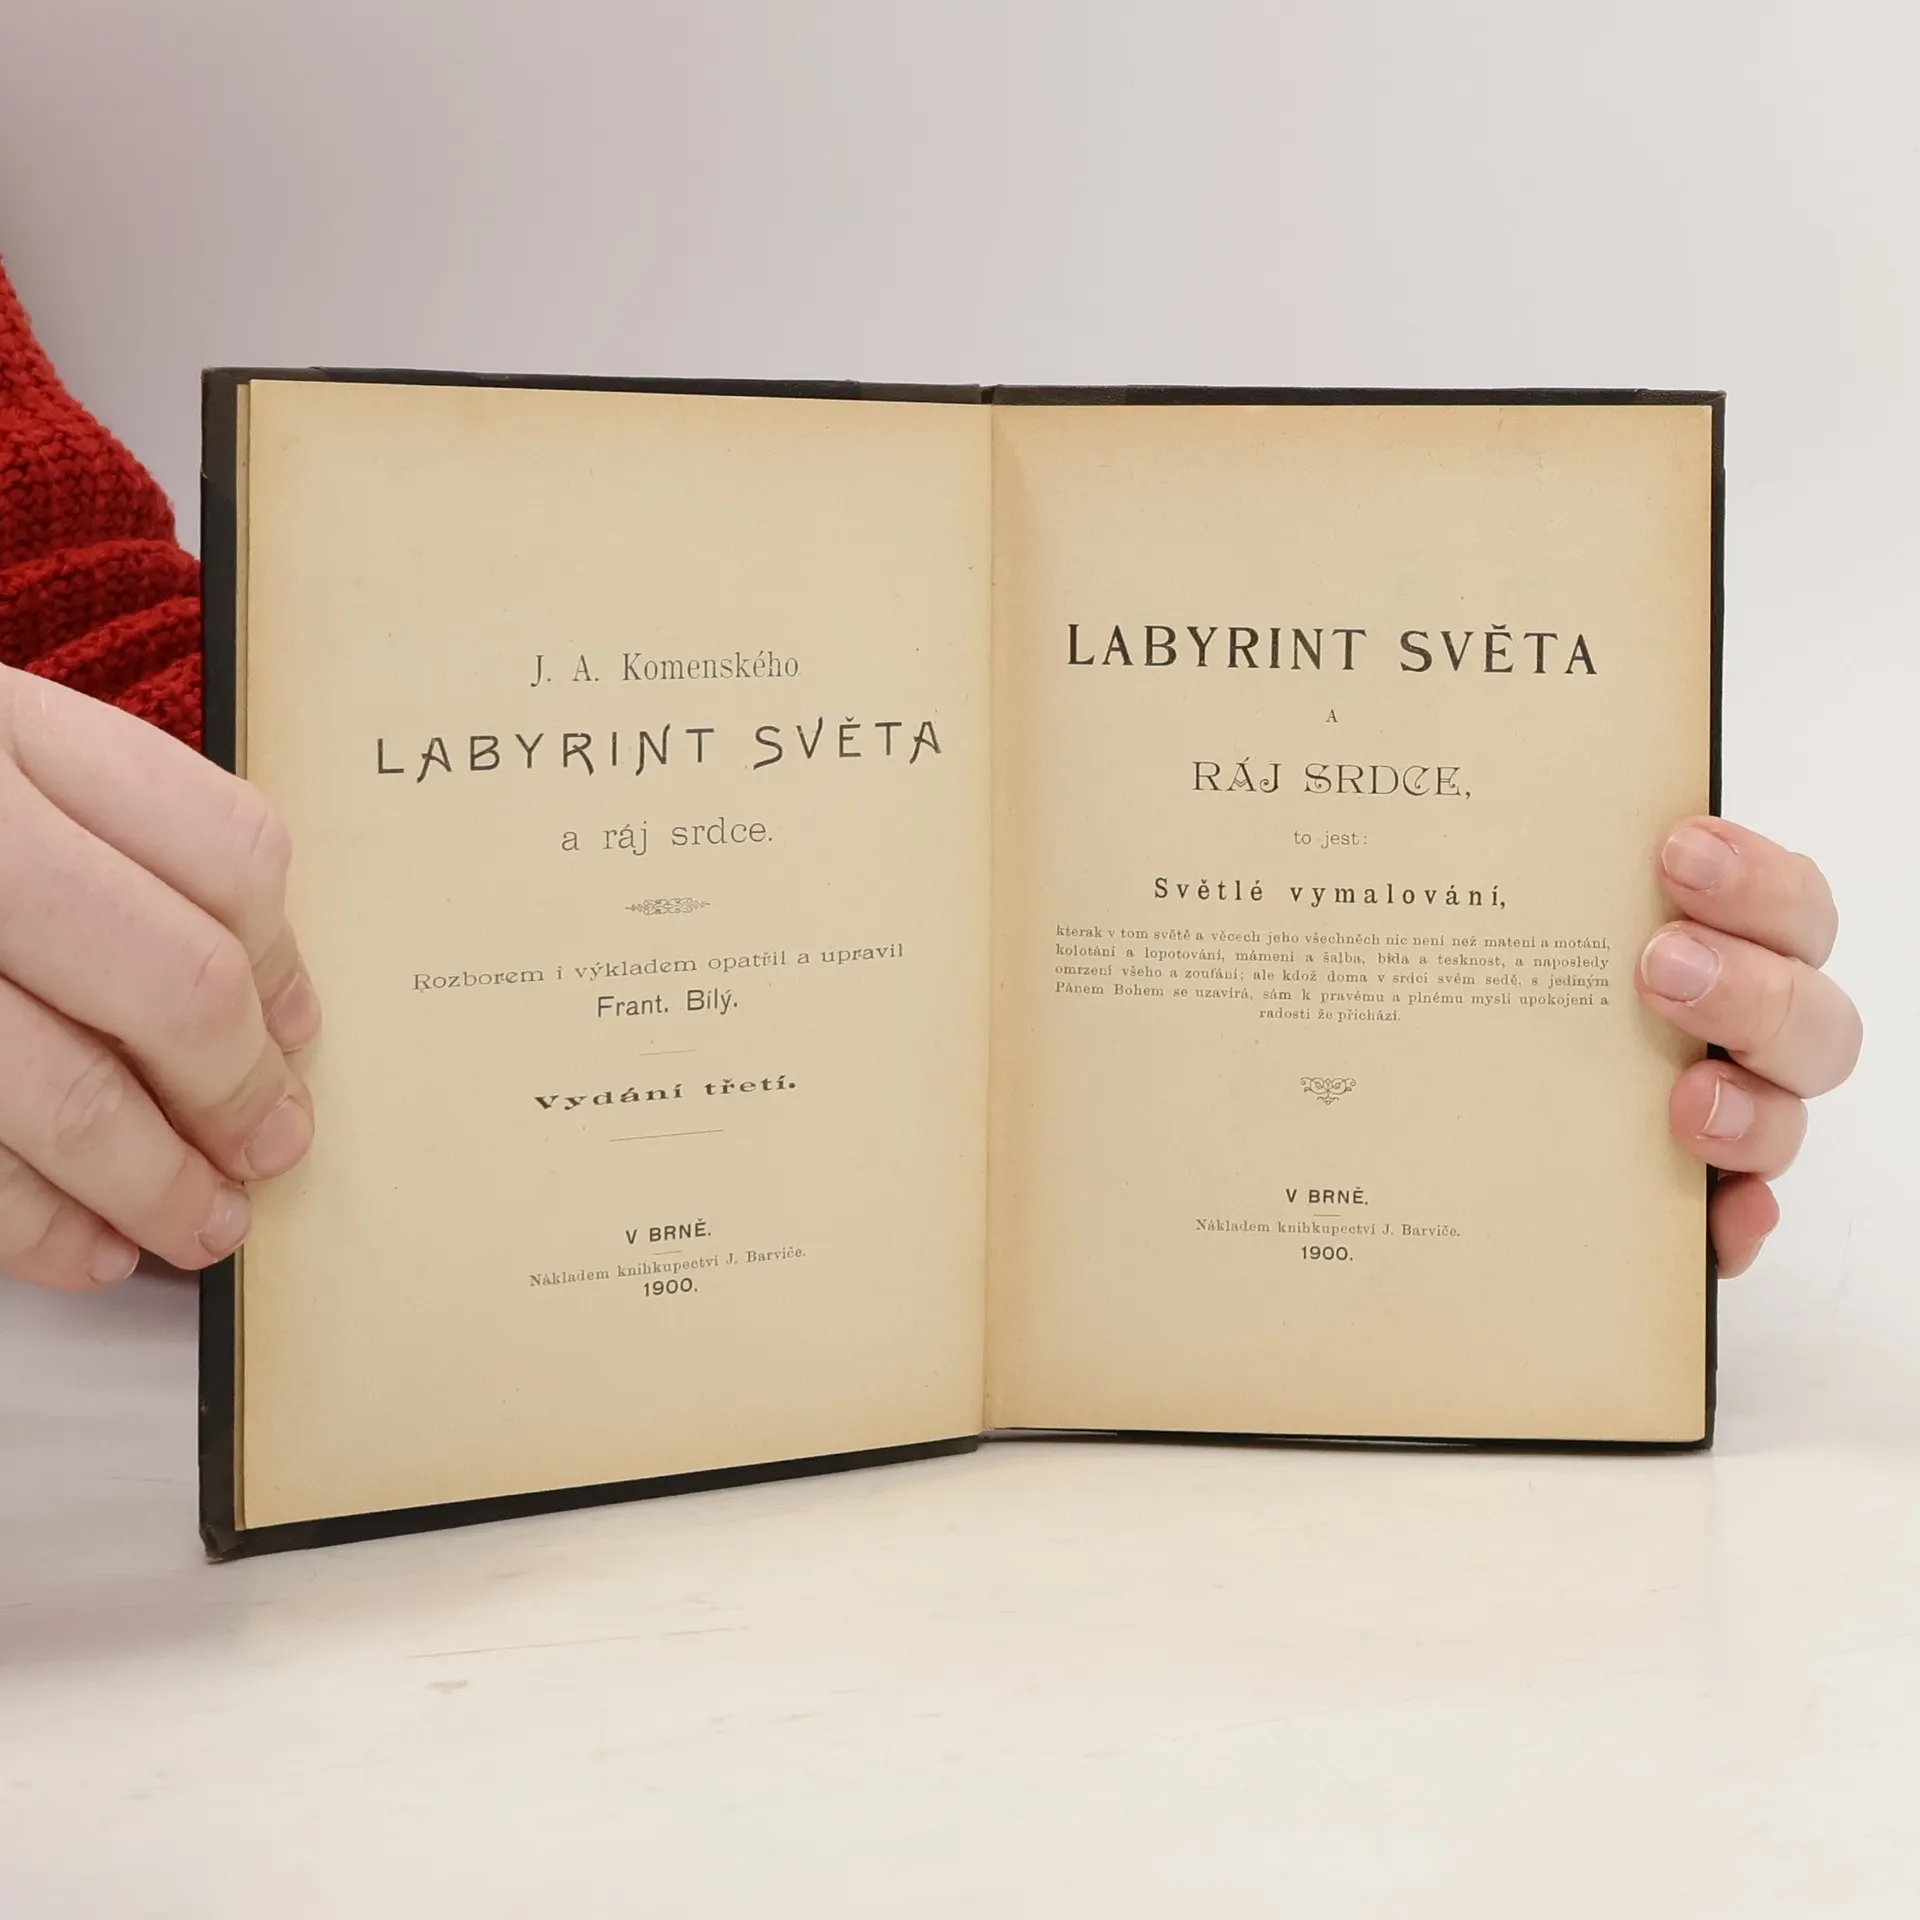 J. A. Komenského
LABYRINT SVĚTA
a ráj srdce.
Rozborem i výkladem opatřil a upravil
Frant. Bílý.
Vydání třetí.
V BRNĚ.
Nákladem knihkupectví J. Barviče.
1900.
LABYRINT SVĚTA
A
RÁJ SRDCE,
to jest:
Světlé vymalování,
kterak v tom světě a věcech jeho všechněch nic není než matení a motání,
kolotání a lopotování, mámení a šalba, bída a tesknost, a naposledy
omrzení všeho a zoufání; ale kdož doma v srdci svém sedě, s jediným
Pánem Bohem se uzavírá, sám k pravému a plnému mysli upokojení a
radosti že přichází.
V BRNĚ.
Nákladem knihkupectví J. Barviče.
1900.